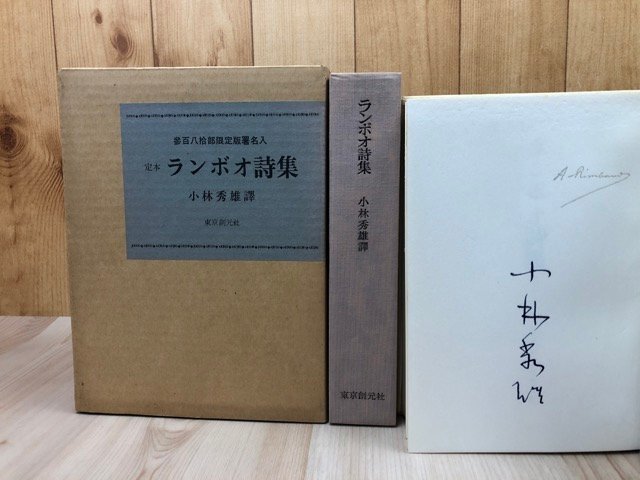 參百八拾部限定版署名入
定本 ランボオ詩集
小林秀雄譯
東京創元社
ランボオ詩集
小林秀雄譯
東京創元社
A-Rimbaud
小林秀雄